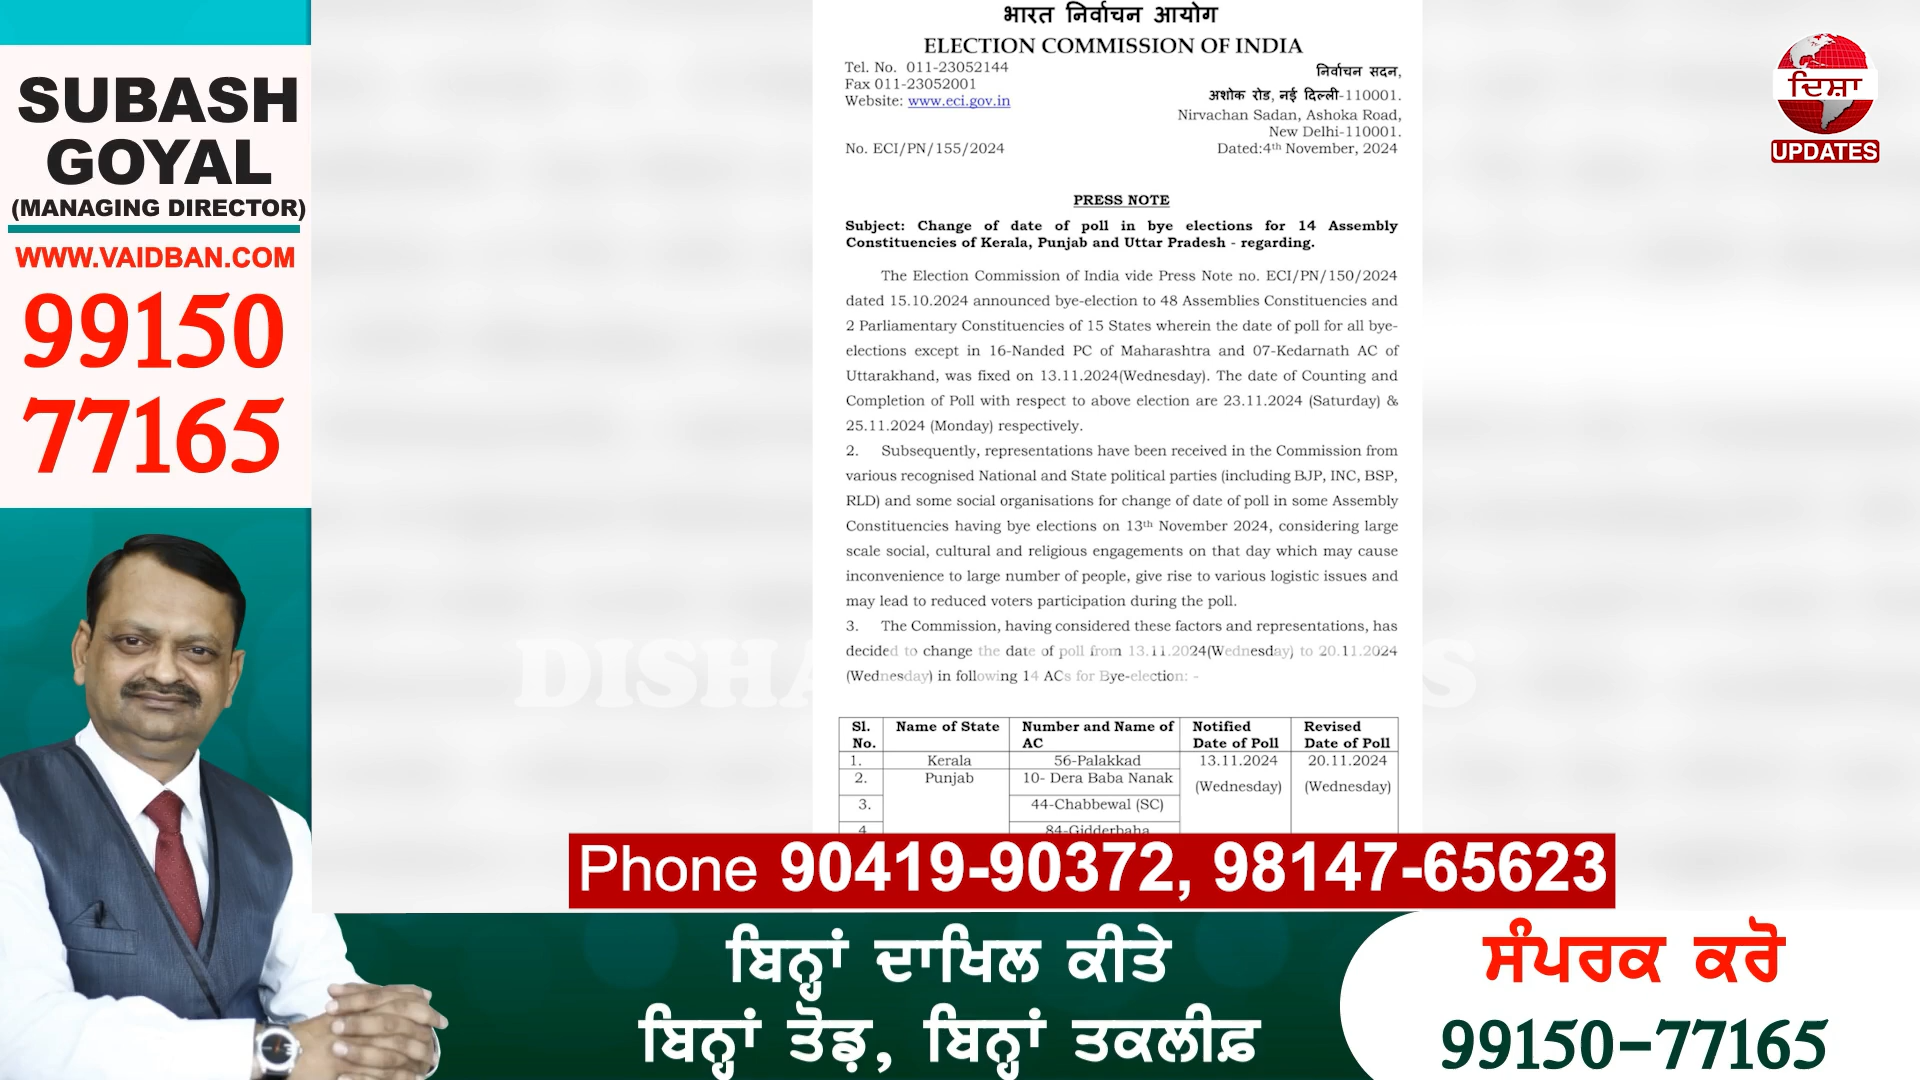 SUBASH
GOYAL
(MANAGING DIRECTOR)
WWW.VAIDBAN.COM
99150
77165
भारत निर्वाचन आयोग
ELECTION COMMISSION OF INDIA
Tel. No. 011-23052144
Fax 011-23052001
Website: www.eci.gov.in
निर्वाचन सदन,
अशोक रोड, नई दिल्ली-110001.
Nirvachan Sadan, Ashoka Road,
New Delhi-110001.
No. ECI/PN/155/2024
Dated:4th November, 2024
PRESS NOTE
Subject: Change of date of poll in bye elections for 14 Assembly
Constituencies of Kerala, Punjab and Uttar Pradesh - regarding.
The Election Commission of India vide Press Note no. ECI/PN/150/2024
dated 15.10.2024 announced bye-election to 48 Assemblies Constituencies and
2 Parliamentary Constituencies of 15 States wherein the date of poll for all bye-
elections except in 16-Nanded PC of Maharashtra and 07-Kedarnath AC of
Uttarakhand, was fixed on 13.11.2024(Wednesday). The date of Counting and
Completion of Poll with respect to above election are 23.11.2024 (Saturday) &
25.11.2024 (Monday) respectively.
2. Subsequently, representations have been received in the Commission from
various recognised National and State political parties (including BJP, INC, BSP,
RLD) and some social organisations for change of date of poll in some Assembly
Constituencies having bye elections on 13th November 2024, considering large
scale social, cultural and religious engagements on that day which may cause
inconvenience to large number of people, give rise to various logistic issues and
may lead to reduced voters participation during the poll.
3. The Commission, having considered these factors and representations, has
decided to change the date of poll from 13.11.2024(Wednesday) to 20.11.2024
(Wednesday) in following 14 ACs for Bye-election: -
Sl. No. Name of State Number and Name of AC Notified Date of Poll Revised Date of Poll
1. Kerala 56-Palakkad 13.11.2024 (Wednesday) 20.11.2024 (Wednesday)
2. Punjab 10- Dera Baba Nanak
3. 44-Chabbewal (SC)
4 84-Gidderbaha
ਦਿਸ਼ਾ
UPDATES
Phone 90419-90372, 98147-65623
ਬਿਨ੍ਹਾਂ ਦਾਖਿਲ ਕੀਤੇ
ਬਿਨ੍ਹਾਂ ਤੋੜ, ਬਿਨ੍ਹਾਂ ਤਕਲੀਫ਼
ਸੰਪਰਕ ਕਰੋ
99150-77165